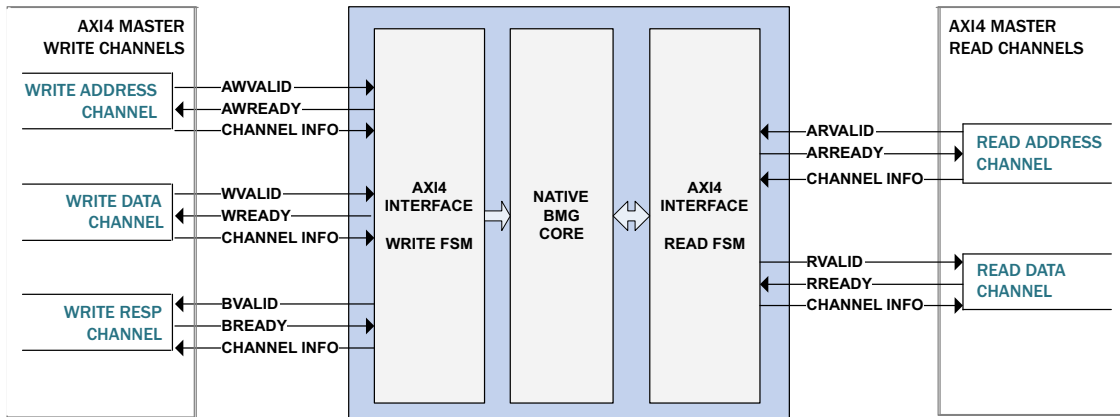 AXI4 MASTER
WRITE CHANNELS
WRITE ADDRESS
CHANNEL
AWVALID
AWREADY
CHANNEL INFO
WRITE DATA
CHANNEL
WVALID
WREADY
CHANNEL INFO
WRITE RESP
CHANNEL
BVALID
BREADY
CHANNEL INFO
AXI4
INTERFACE
WRITE FSM
NATIVE
BMG
CORE
AXI4
INTERFACE
READ FSM
AXI4 MASTER
READ CHANNELS
ARVALID
ARREADY
CHANNEL INFO
READ ADDRESS
CHANNEL
RVALID
RREADY
CHANNEL INFO
READ DATA
CHANNEL